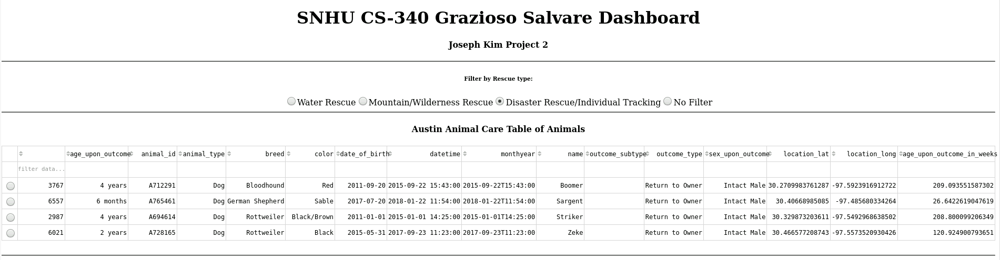 SNHU CS-340 Grazioso Salvare Dashboard
Joseph Kim Project 2
Filter by Rescue type:
Water Rescue Mountain/Wilderness Rescue Disaster Rescue/Individual Tracking No Filter
Austin Animal Care Table of Animals
age_upon_outcome animal_id animal_type breed color date_of_birth datetime monthyear name outcome_subtype outcome_type sex_upon_outcome location_lat location_long age_upon_outcome_in_weeks
filter data...
3767 4 years A712291 Dog Bloodhound Red 2011-09-20 2015-09-22 15:43:00 2015-09-22T15:43:00 Boomer Return to Owner Intact Male 30.2709983761287 -97.5923916912722 209.093551587302
6557 6 months A765461 Dog German Shepherd Sable 2017-07-20 2018-01-22 11:54:00 2018-01-22T11:54:00 Sargent Return to Owner Intact Male 30.40668985085 -97.485680334264 26.6422619047619
2987 4 years A694614 Dog Rottweiler Black/Brown 2011-01-01 2015-01-01 14:25:00 2015-01-01T14:25:00 Striker Return to Owner Intact Male 30.329873203611 -97.5492968638502 208.800099206349
6021 2 years A728165 Dog Rottweiler Black 2015-05-31 2017-09-23 11:23:00 2017-09-23T11:23:00 Zeke Return to Owner Intact Male 30.466577208743 -97.5573520930426 120.924900793651